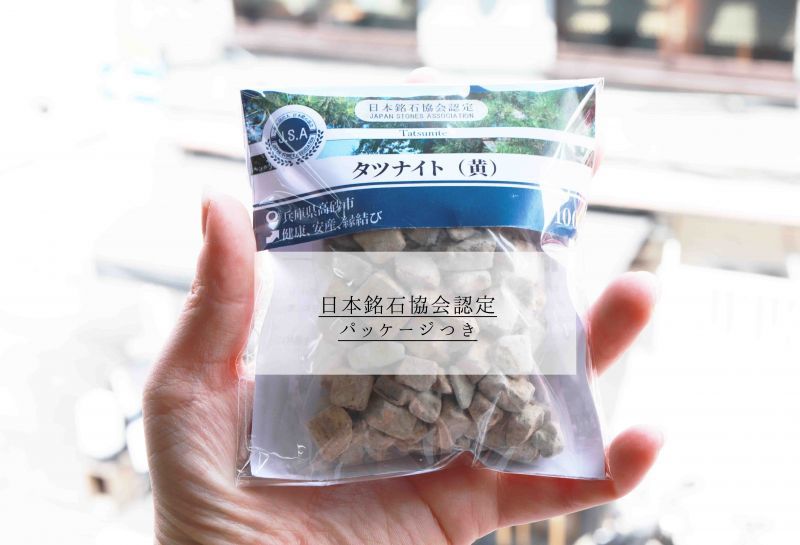 日本銘石協会認定
JAPAN STONES ASSOCIATION
J.S.A
Tatsunite
タツナイト（黄）
兵庫県高砂市
健康、安産、縁結び
100
日本銘石協会認定
パッケージつき